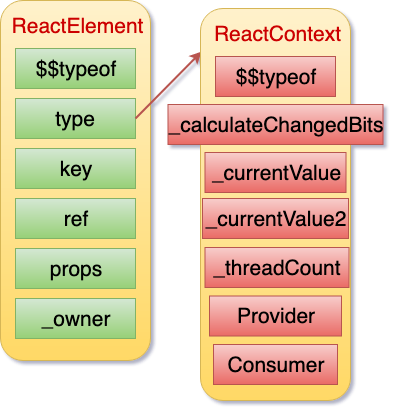 ReactElement
$$typeof
type
key
ref
props
_owner
ReactContext
$$typeof
_calculateChangedBits
_currentValue
_currentValue2
_threadCount
Provider
Consumer